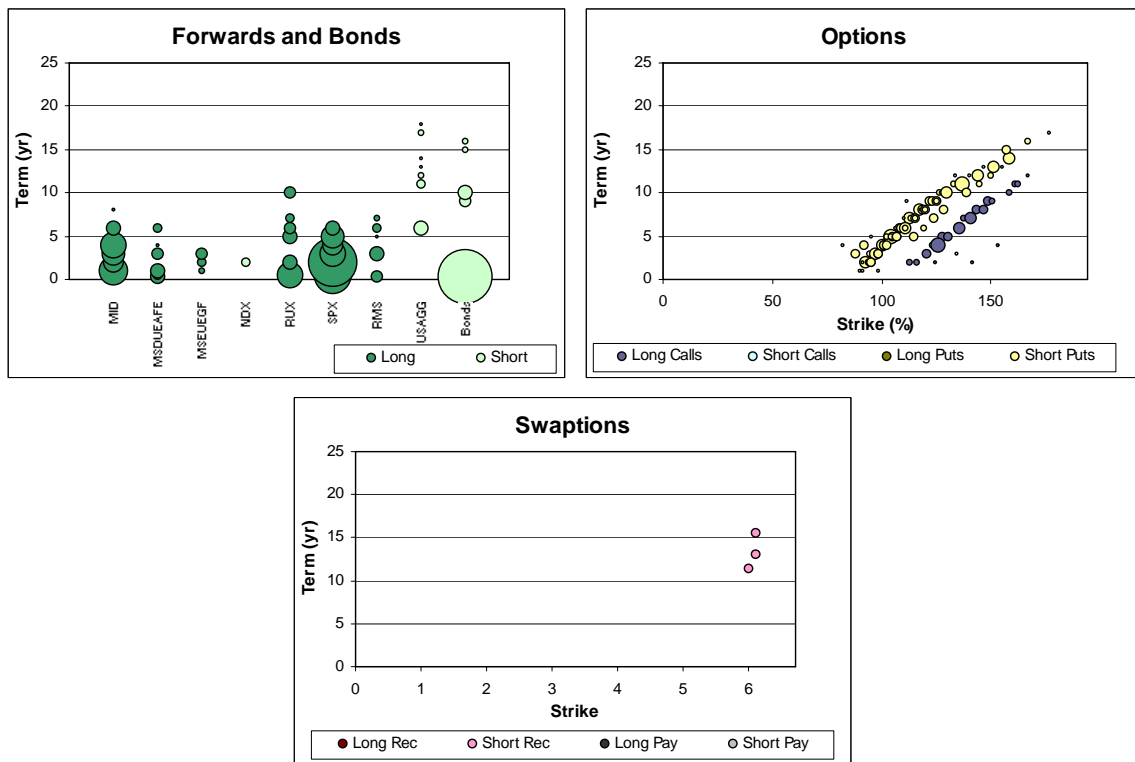 Forwards and Bonds
Term (yr)
25
20
15
10
5
0
MID
MSDUEAFE
MSEUEGF
NDX
RUX
SPX
RMS
USAGG
Bonds
Long
Short
Options
Term (yr)
25
20
15
10
5
0
0 50 100 150
Strike (%)
Long Calls Short Calls Long Puts Short Puts
Swaptions
Term (yr)
25
20
15
10
5
0
0 1 2 3 4 5 6
Strike
Long Rec Short Rec Long Pay Short Pay